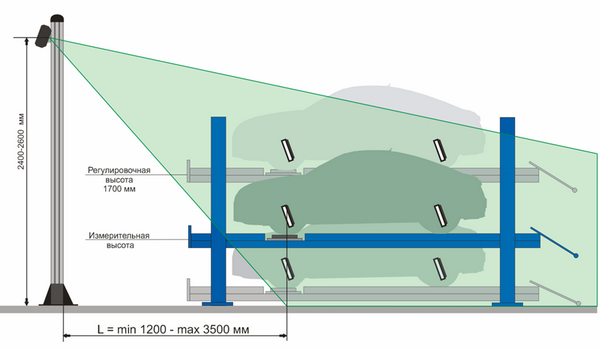 2400-2600 мм
Регулировочная
высота
1700 мм
Измерительная
высота
L = min 1200 - max 3500 мм